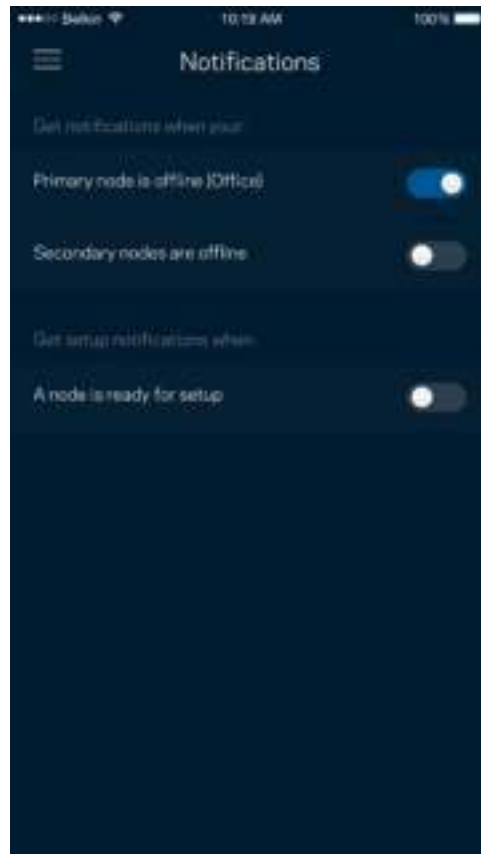 Belkin 10:19 AM 100%
Notifications
Get notifications when your:
Primary node is offline (Office)
Secondary nodes are offline
Get setup notifications when:
A node is ready for setup